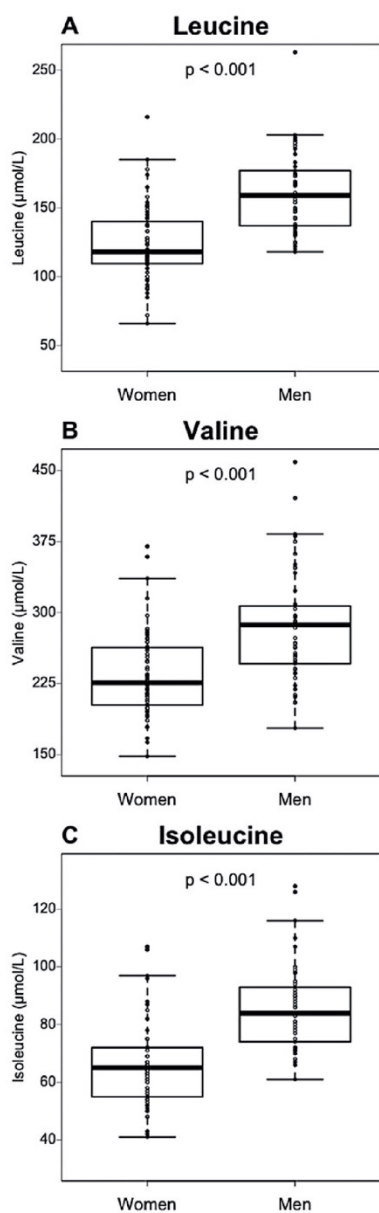 A Leucine
p < 0.001
Leucine (µmol/L)
250
200
150
100
50
Women Men
B Valine
p < 0.001
Valine (µmol/L)
450
375
300
225
150
Women Men
C Isoleucine
p < 0.001
Isoleucine (µmol/L)
120
100
80
60
40
Women Men